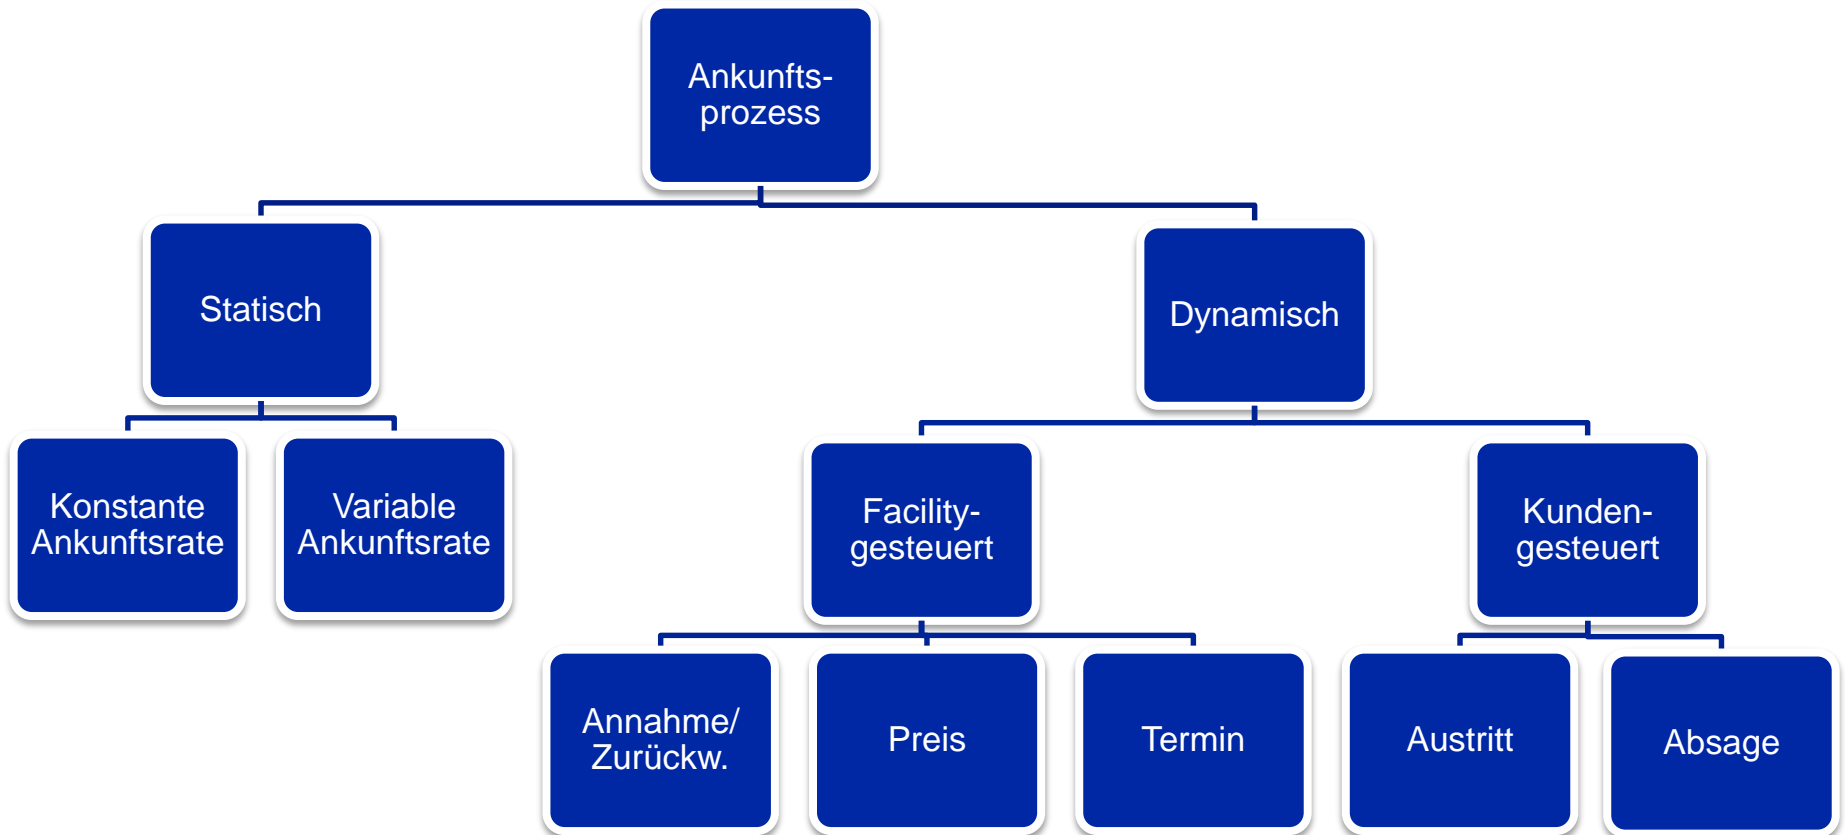 Ankunfts-
prozess
Statisch
Dynamisch
Konstante
Ankunftsrate
Variable
Ankunftsrate
Facility-
gesteuert
Kunden-
gesteuert
Annahme/
Zurückw.
Preis
Termin
Austritt
Absage